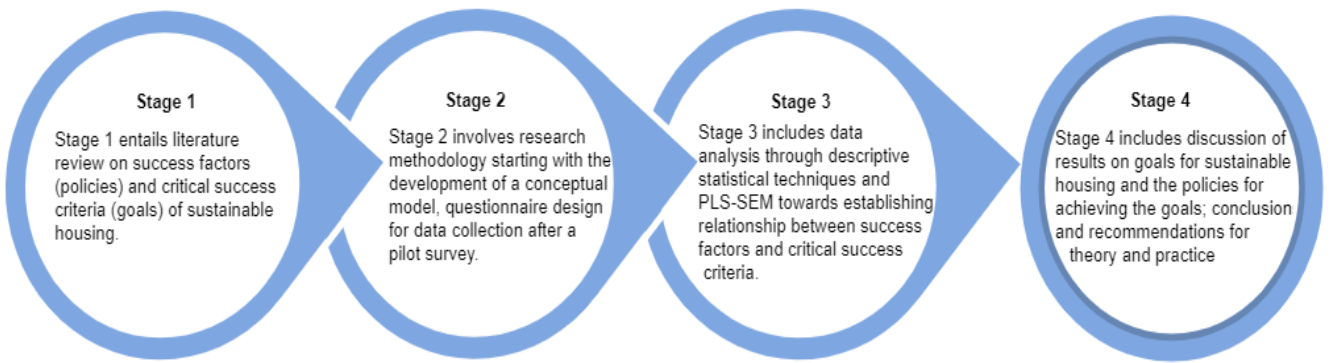 Stage 1
Stage 1 entails literature
review on success factors
(policies) and critical success
criteria (goals) of sustainable
housing.
Stage 2
Stage 2 involves research
methodology starting with the
development of a conceptual
model, questionnaire design
for data collection after a
pilot survey.
Stage 3
Stage 3 includes data
analysis through descriptive
statistical techniques and
PLS-SEM towards establishing
relationship between success
factors and critical success
criteria.
Stage 4
Stage 4 includes discussion of
results on goals for sustainable
housing and the policies for
achieving the goals; conclusion
and recommendations for
theory and practice